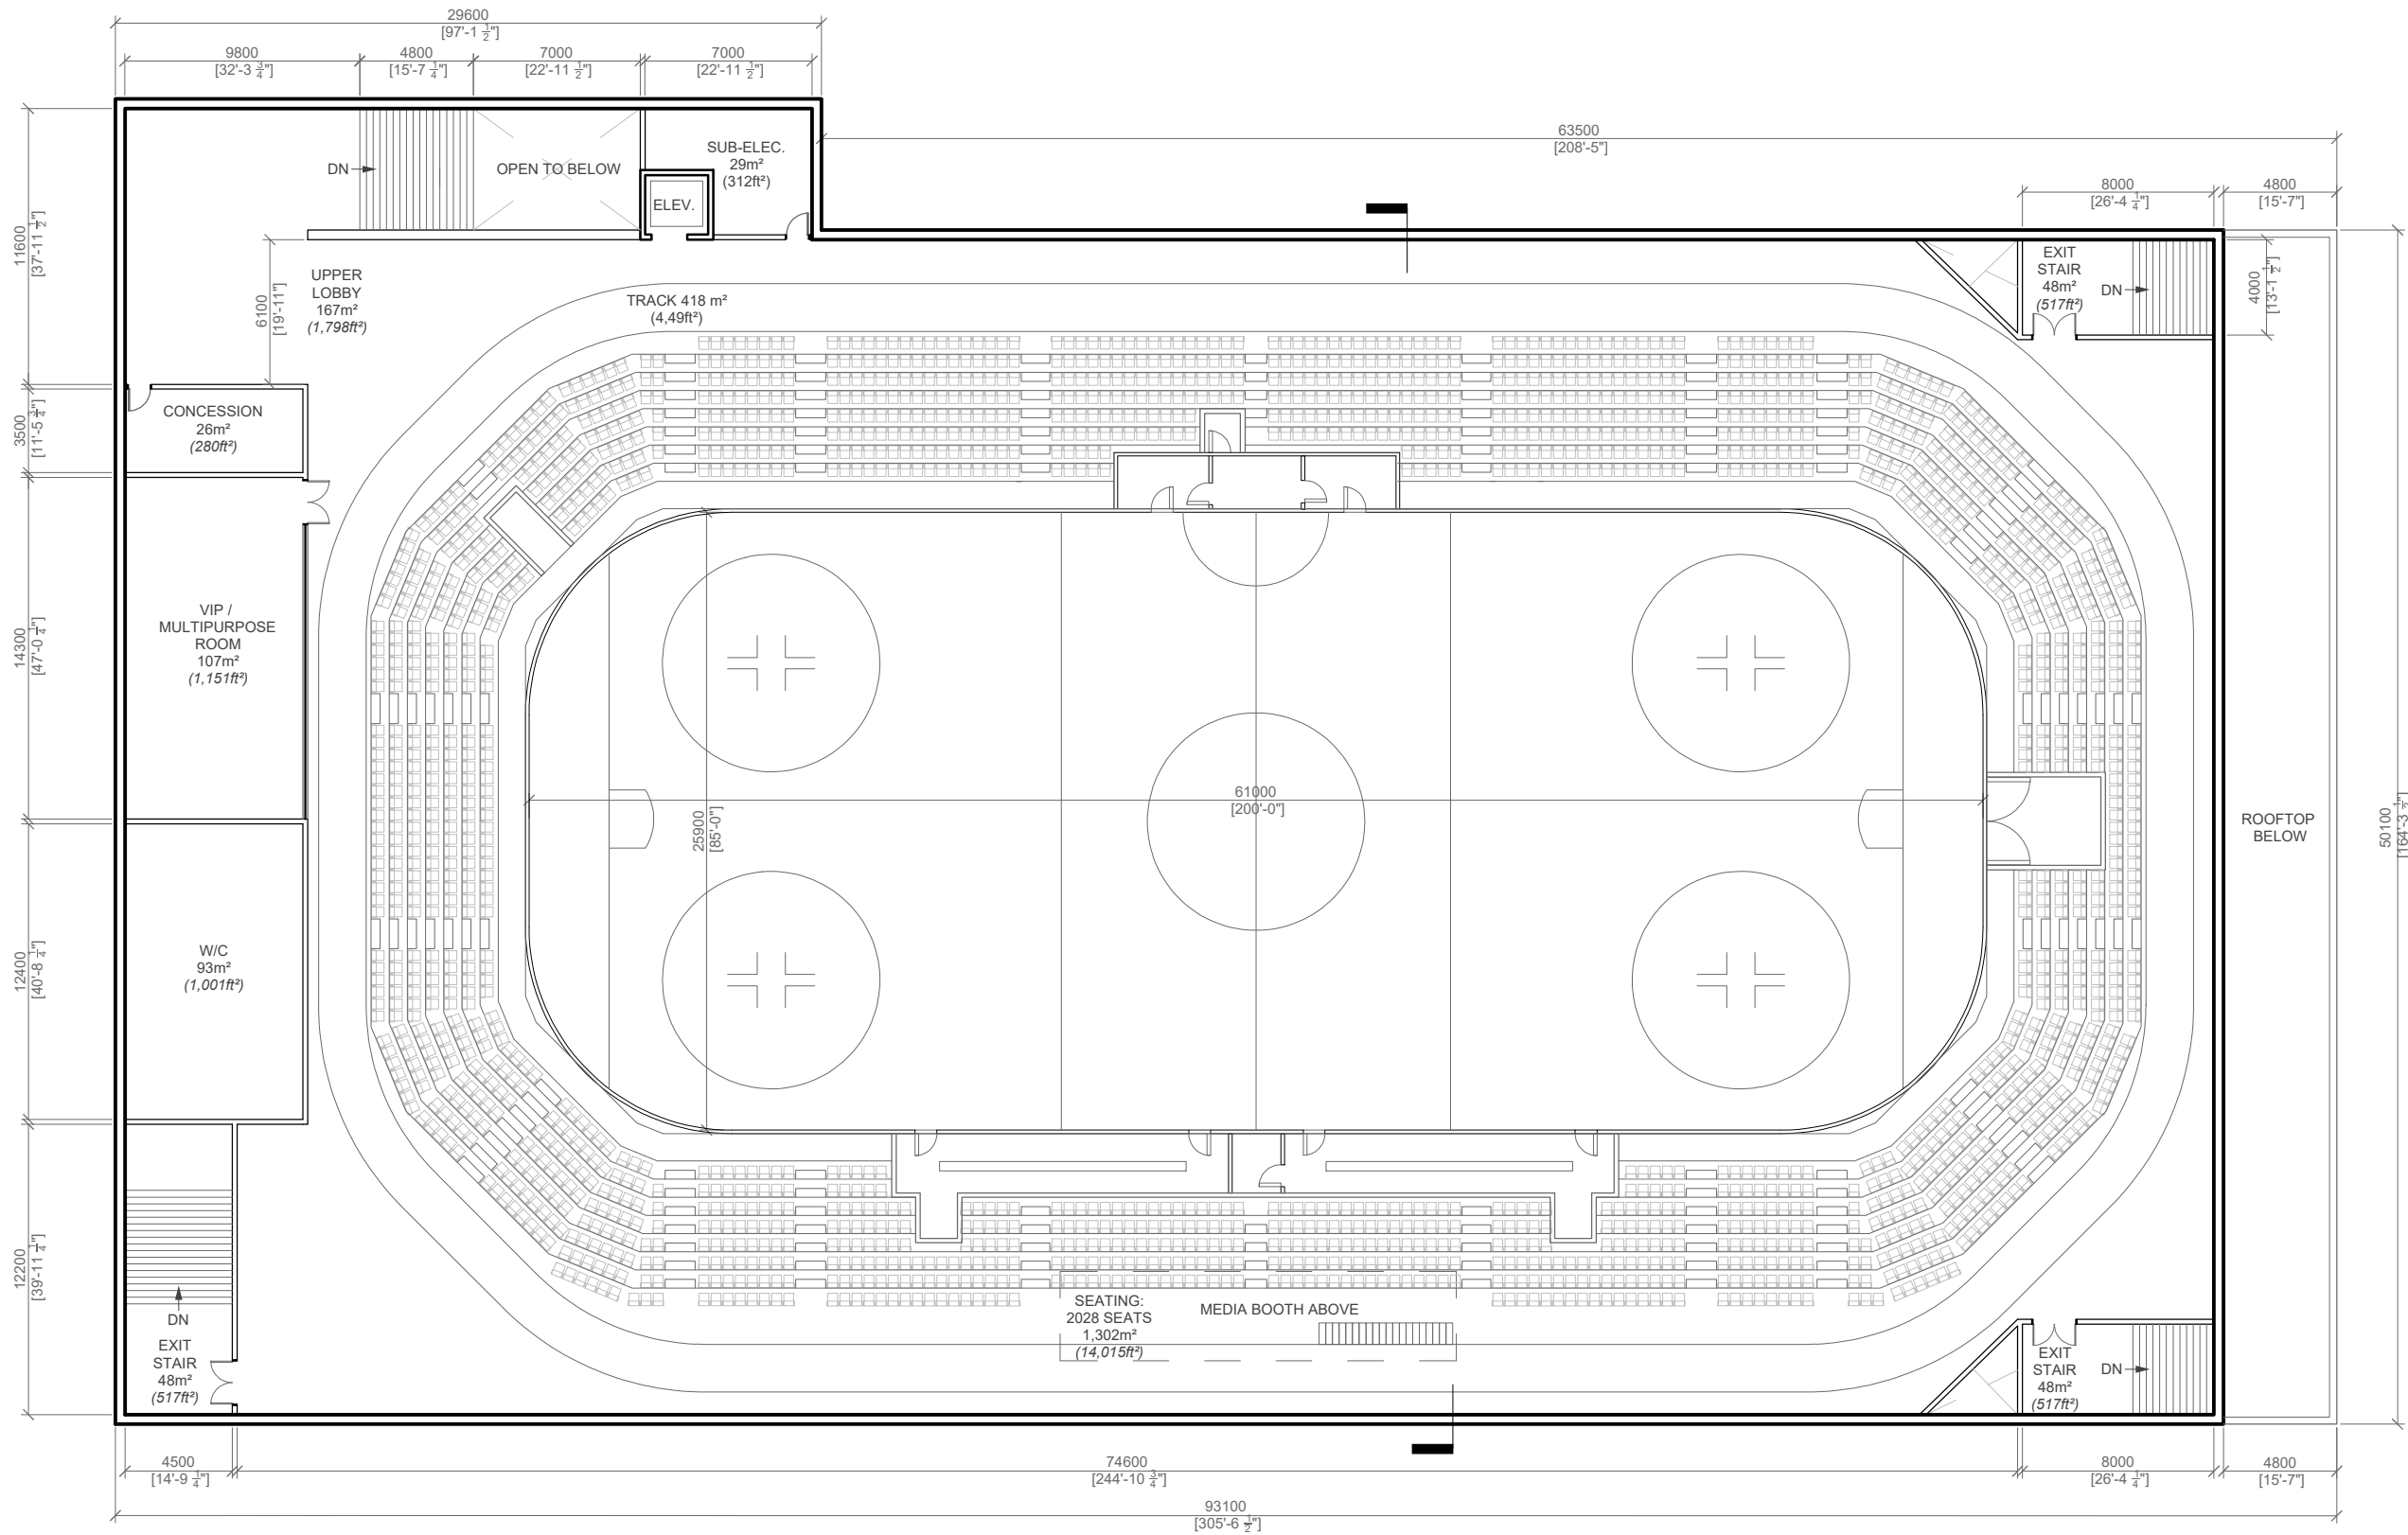 29600
[97'-1 1/2"]
9800
[32'-3 3/4"]
4800
[15'-7 1/4"]
7000
[22'-11 1/2"]
7000
[22'-11 1/2"]
63500
[208'-5"]
8000
[26'-4 1/4"]
4800
[15'-7"]
11600
[37'-11 1/2"]
3500
[11'-5 3/4"]
14300
[47'-0 1/4"]
12400
[40'-8 1/4"]
12200
[39'-11 1/4"]
DN
OPEN TO BELOW
ELEV.
SUB-ELEC.
29m²
(312ft²)
UPPER
LOBBY
167m²
(1,798ft²)
6100
[19'-11"]
TRACK 418 m²
(4,49ft²)
EXIT
STAIR
48m²
(517ft²)
DN
4000
[13'-1 1/2"]
CONCESSION
26m²
(280ft²)
VIP /
MULTIPURPOSE
ROOM
107m²
(1,151ft²)
W/C
93m²
(1,001ft²)
61000
[200'-0"]
25900
[85'-0"]
ROOFTOP
BELOW
50100
[164'-3 1/2"]
DN
EXIT
STAIR
48m²
(517ft²)
SEATING:
2028 SEATS
1,302m²
(14,015ft²)
MEDIA BOOTH ABOVE
EXIT
STAIR
48m²
(517ft²)
DN
4500
[14'-9 1/4"]
74600
[244'-10 3/4"]
8000
[26'-4 1/4"]
4800
[15'-7"]
93100
[305'-6 1/2"]